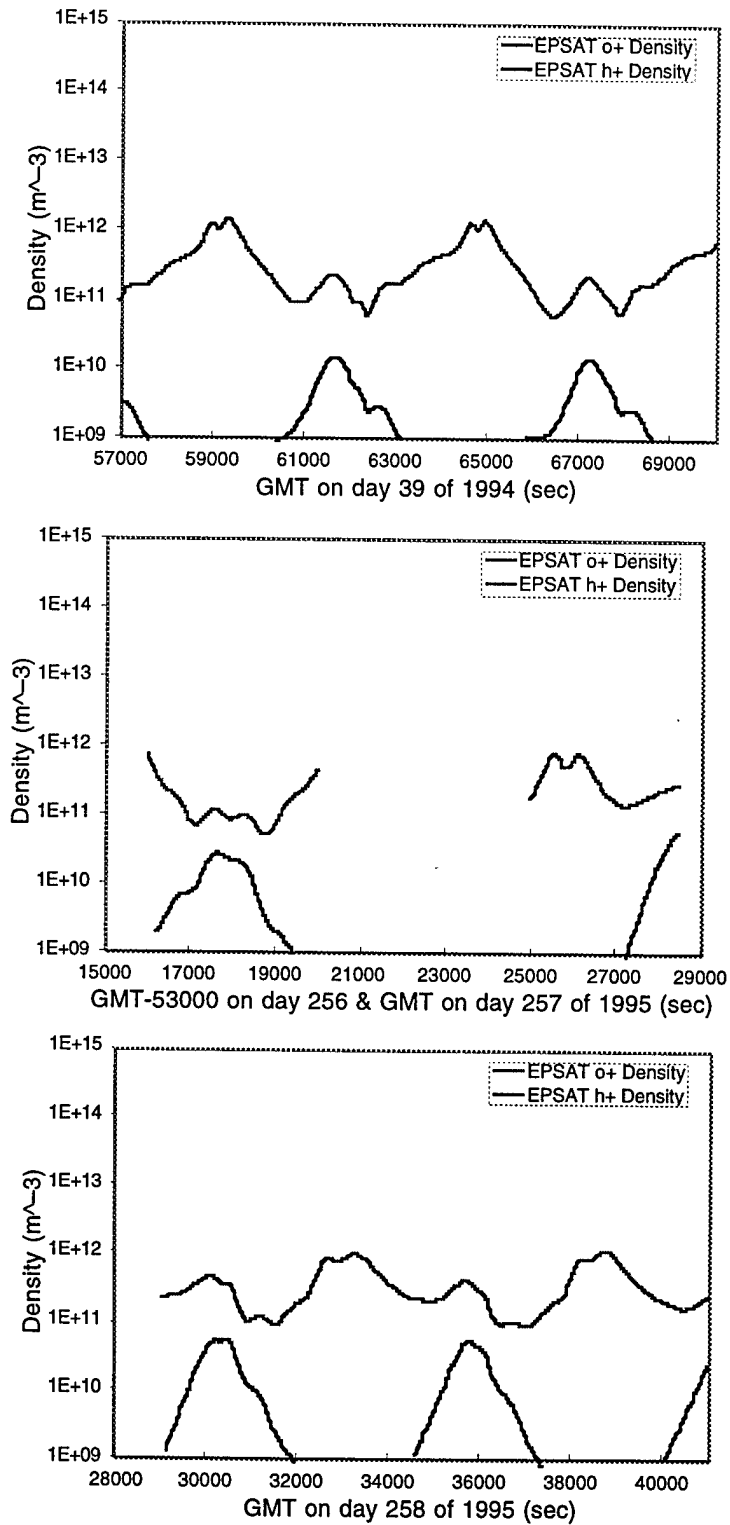 1E+15
EPSAT o+ Density
EPSAT h+ Density
1E+14
1E+13
1E+12
1E+11
1E+10
1E+09
Density (m^-3)
57000 59000 61000 63000 65000 67000 69000
GMT on day 39 of 1994 (sec)
1E+15
EPSAT o+ Density
EPSAT h+ Density
1E+14
1E+13
1E+12
1E+11
1E+10
1E+09
Density (m^-3)
15000 17000 19000 21000 23000 25000 27000 29000
GMT-53000 on day 256 & GMT on day 257 of 1995 (sec)
1E+15
EPSAT o+ Density
EPSAT h+ Density
1E+14
1E+13
1E+12
1E+11
1E+10
1E+09
Density (m^-3)
28000 30000 32000 34000 36000 38000 40000
GMT on day 258 of 1995 (sec)